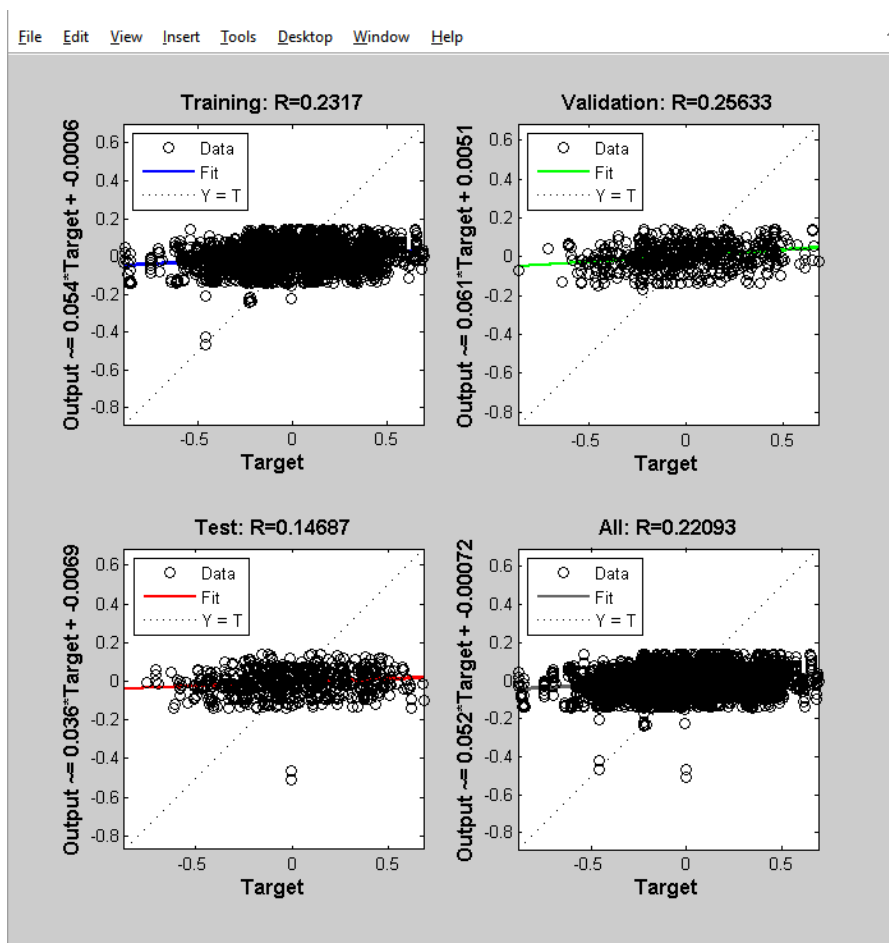 File Edit View Insert Tools Desktop Window Help
Training: R=0.2317
Output ~= 0.054*Target + -0.0006
0.6
0.4
0.2
0
-0.2
-0.4
-0.6
-0.8
Data
Fit
Y = T
-0.5 0 0.5
Target
Validation: R=0.25633
Output ~= 0.061*Target + 0.0051
0.6
0.4
0.2
0
-0.2
-0.4
-0.6
-0.8
Data
Fit
Y = T
-0.5 0 0.5
Target
Test: R=0.14687
Output ~= 0.036*Target + -0.0069
0.6
0.4
0.2
0
-0.2
-0.4
-0.6
-0.8
Data
Fit
Y = T
-0.5 0 0.5
Target
All: R=0.22093
Output ~= 0.052*Target + -0.00072
0.6
0.4
0.2
0
-0.2
-0.4
-0.6
-0.8
Data
Fit
Y = T
-0.5 0 0.5
Target